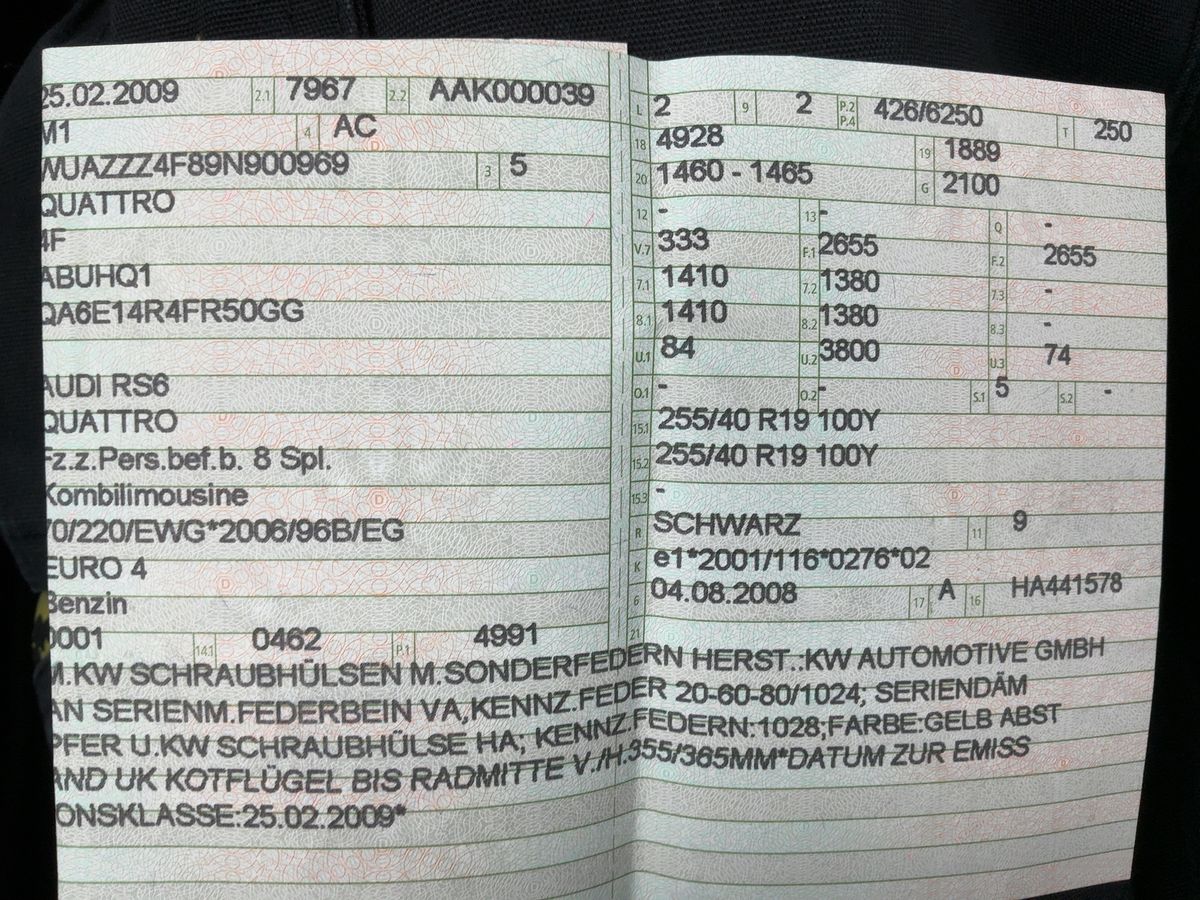 25.02.2009 2.1 7967 2.2 AAK000039
M1 4 AC
WUAZZZ4F89N900969 3 5
QUATTRO
4F
ABUHQ1
QA6E14R4FR50GG
AUDI RS6
QUATTRO
Fz.z.Pers.bef.b. 8 Spl.
Kombilimousine
70/220/EWG*2006/96B/EG
EURO 4
Benzin
0001 14.1 0462 P.1 4991
L 2 9 2 P.2 P.4 426/6250 T 250
18 4928 19 1889
20 1460 - 1465 G 2100
12 - 13 - Q -
V.7 333 F.1 2655 F.2 2655
7.1 1410 7.2 1380 7.3 -
8.1 1410 8.2 1380 8.3 -
U.1 84 U.2 3800 U.3 74
O.1 - O.2 - S.1 5 S.2 -
15.1 255/40 R19 100Y
15.2 255/40 R19 100Y
15.3 -
R SCHWARZ 11 9
K e1*2001/116*0276*02
6 04.08.2008 17 A 16 HA441578
21
M.KW SCHRAUBHÜLSEN M.SONDERFEDERN HERST.:KW AUTOMOTIVE GMBH
AN SERIENM.FEDERBEIN VA,KENNZ.FEDER 20-60-80/1024; SERIENDÄM
PFER U.KW SCHRAUBHÜLSE HA; KENNZ.FEDERN:1028;FARBE:GELB ABST
AND UK KOTFLÜGEL BIS RADMITTE V./H.355/365MM*DATUM ZUR EMISS
IONSKLASSE:25.02.2009*